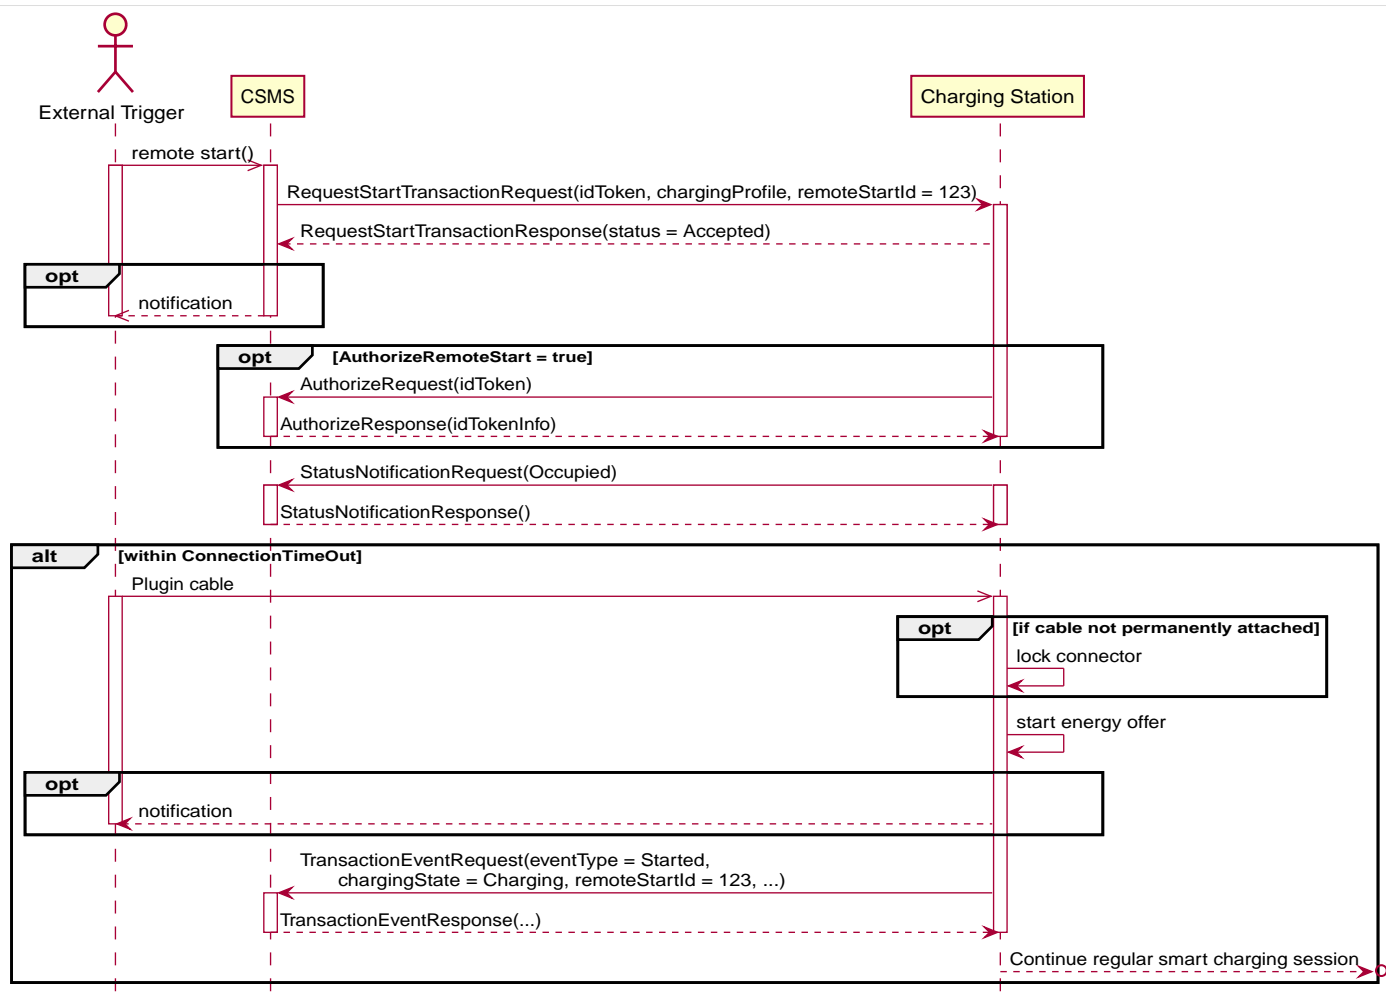 External Trigger
CSMS
Charging Station
remote start()
RequestStartTransactionRequest(idToken, chargingProfile, remoteStartId = 123)
RequestStartTransactionResponse(status = Accepted)
opt
notification
opt [AuthorizeRemoteStart = true]
AuthorizeRequest(idToken)
AuthorizeResponse(idTokenInfo)
StatusNotificationRequest(Occupied)
StatusNotificationResponse()
alt [within ConnectionTimeOut]
Plugin cable
opt [if cable not permanently attached]
lock connector
start energy offer
opt
notification
TransactionEventRequest(eventType = Started,
chargingState = Charging, remoteStartId = 123, ...)
TransactionEventResponse(...)
Continue regular smart charging session